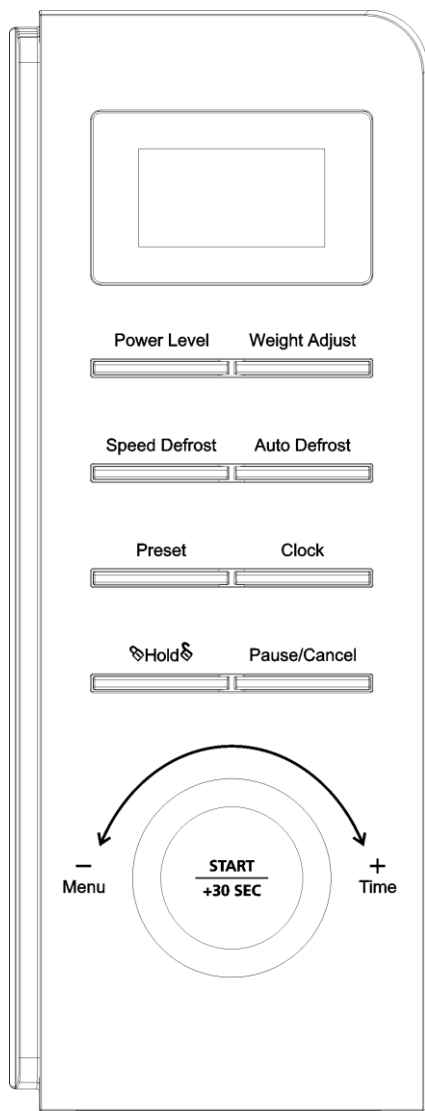 Power Level Weight Adjust
Speed Defrost Auto Defrost
Preset Clock
Hold Pause/Cancel
START
+30 SEC
− +
Menu Time